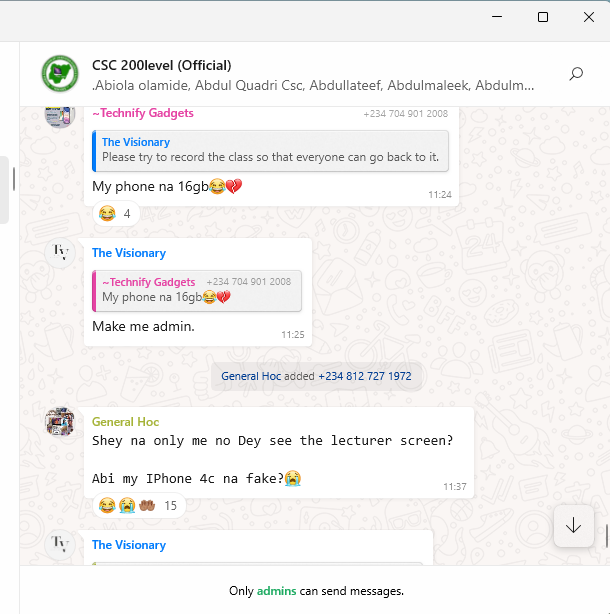 CSC 200level (Official)
.Abiola olamide, Abdul Quadri Csc, Abdullateef, Abdulmaleek, Abdulm...
~Technify Gadgets +234 704 901 2008
The Visionary
Please try to record the class so that everyone can go back to it.
My phone na 16gb😂💔
11:24
😂 4
TV
The Visionary
~Technify Gadgets +234 704 901 2008
My phone na 16gb😂💔
Make me admin.
11:25
General Hoc added +234 812 727 1972
General Hoc
Shey na only me no Dey see the lecturer screen?
Abi my IPhone 4c na fake?😭
11:37
😂😭🙏🏾 15
TV
The Visionary
Only admins can send messages.